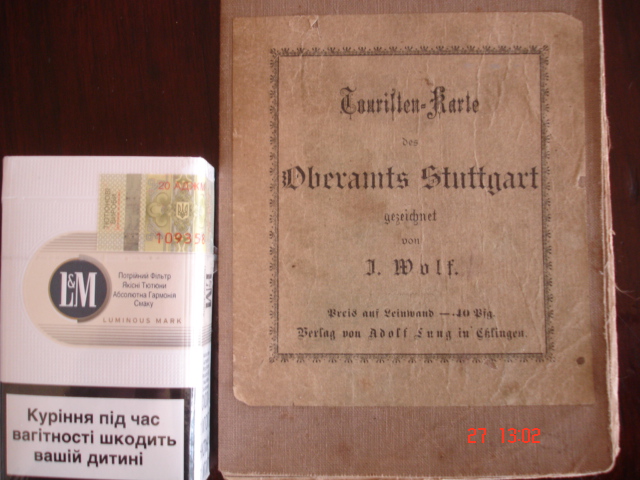 Touristen-Karte
des
Oberamts Stuttgart
gezeichnet
von
J. Wolf.
Preis auf Leinwand — 40 Pfg.
Verlag von Adolf Lung in Eßlingen.
109351
L&M
Потрійний Фільтр
Якісні Тютюни
Абсолютна Гармонія
Смаку
LUMINOUS MARK
L&M
Куріння під час
вагітності шкодить
вашій дитині
27 13:02